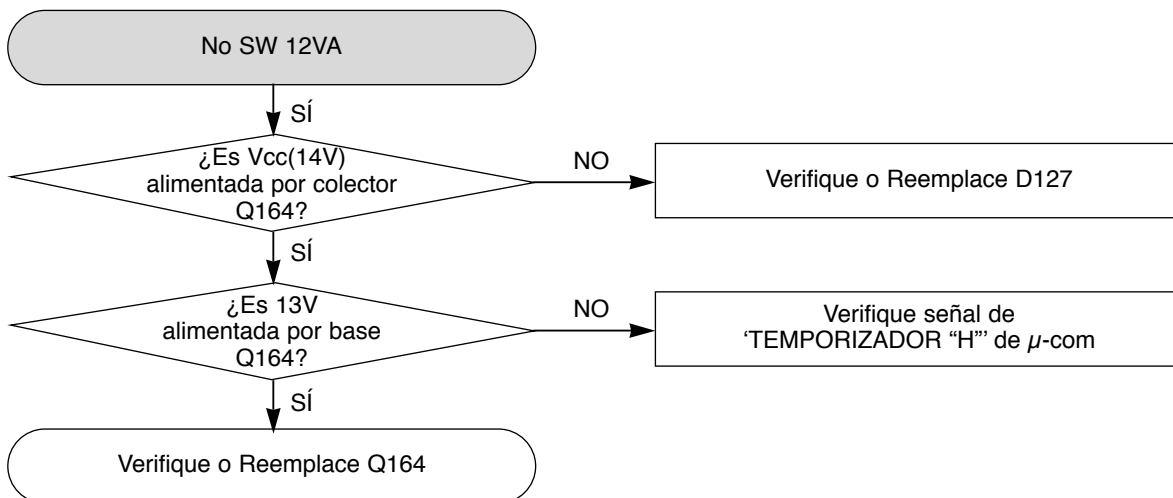 No SW 12VA
SÍ
¿Es Vcc(14V)
alimentada por colector
Q164?
NO
Verifique o Reemplace D127
SÍ
¿Es 13V
alimentada por base
Q164?
NO
Verifique señal de
‘TEMPORIZADOR “H”’ de µ-com
SÍ
Verifique o Reemplace Q164